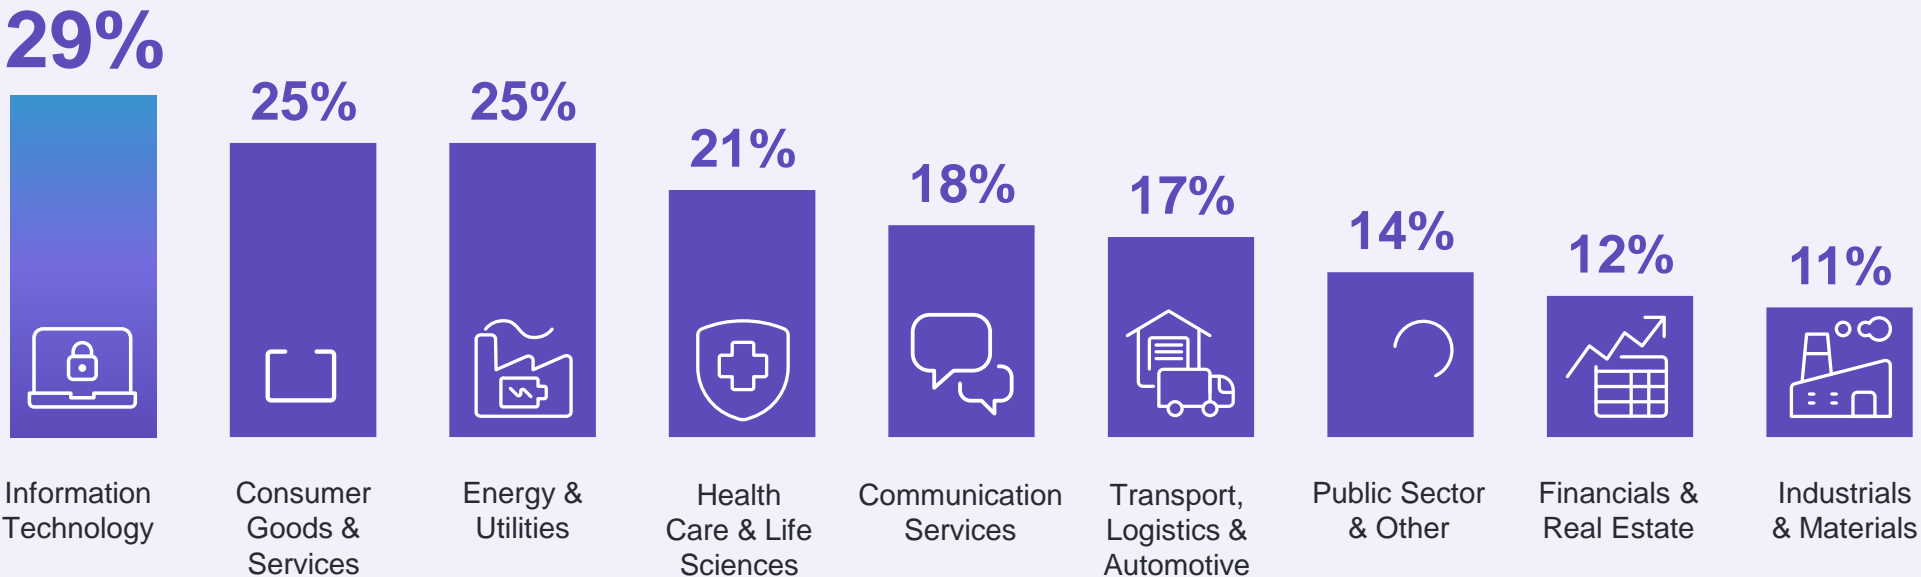 29%
25%
25%
21%
18%
17%
14%
12%
11%
Information
Technology
Consumer
Goods &
Services
Energy &
Utilities
Health
Care & Life
Sciences
Communication
Services
Transport,
Logistics &
Automotive
Public Sector
& Other
Financials &
Real Estate
Industrials
& Materials